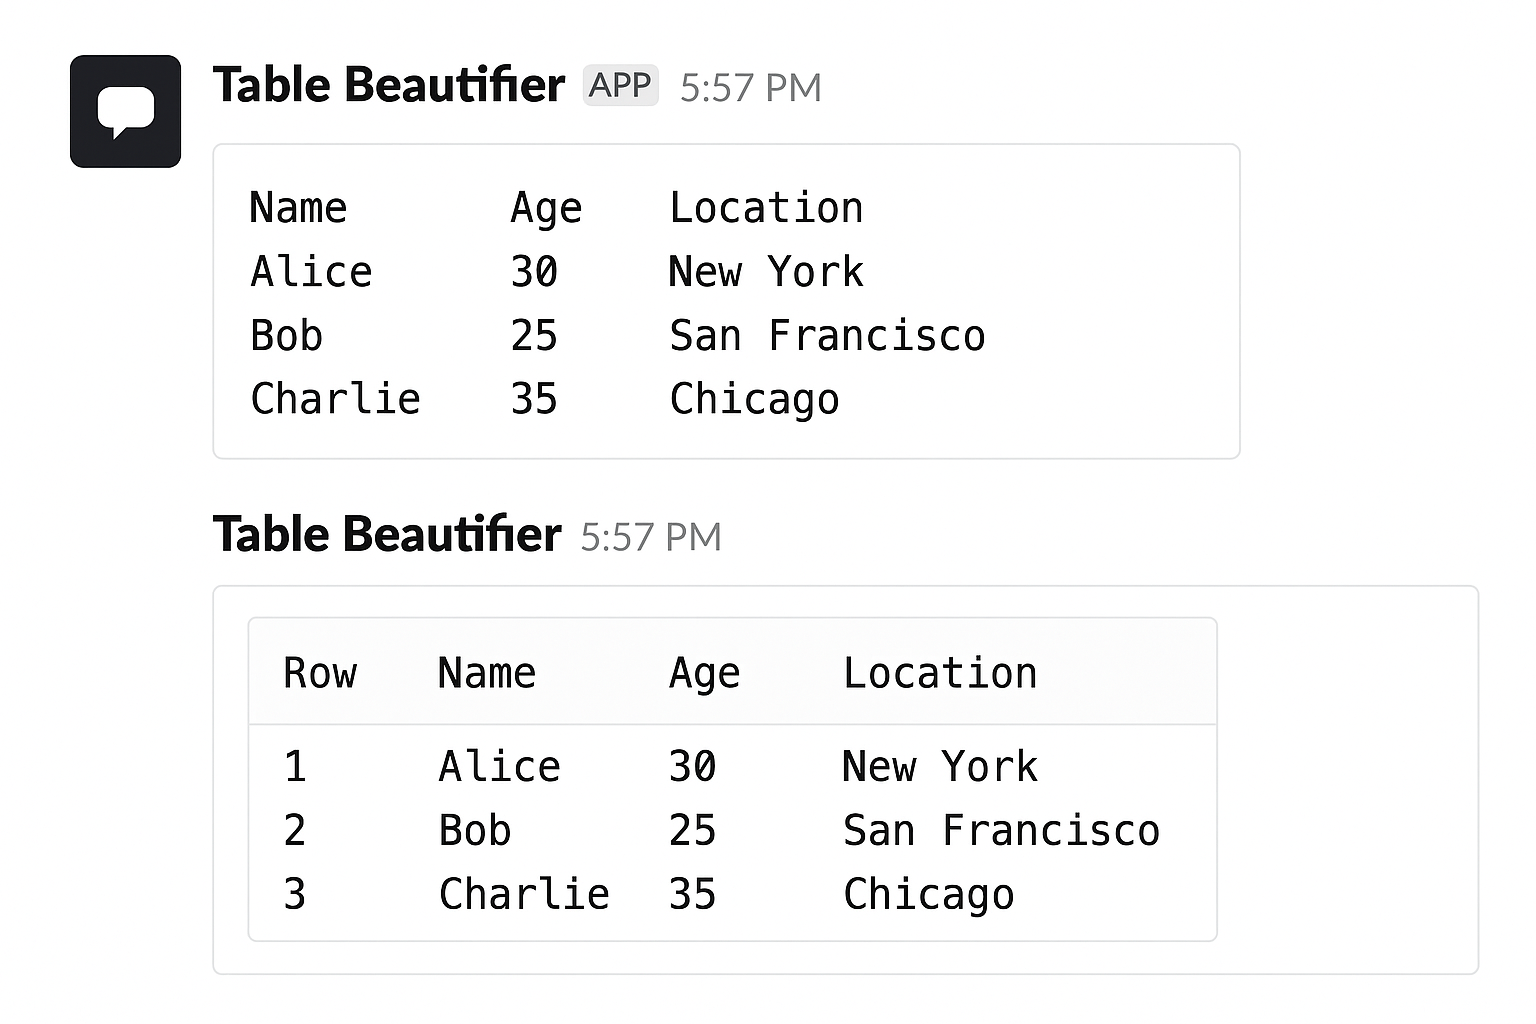 Table Beautifier APP 5:57 PM
Name Age Location
Alice 30 New York
Bob 25 San Francisco
Charlie 35 Chicago
Table Beautifier 5:57 PM
Row Name Age Location
1 Alice 30 New York
2 Bob 25 San Francisco
3 Charlie 35 Chicago